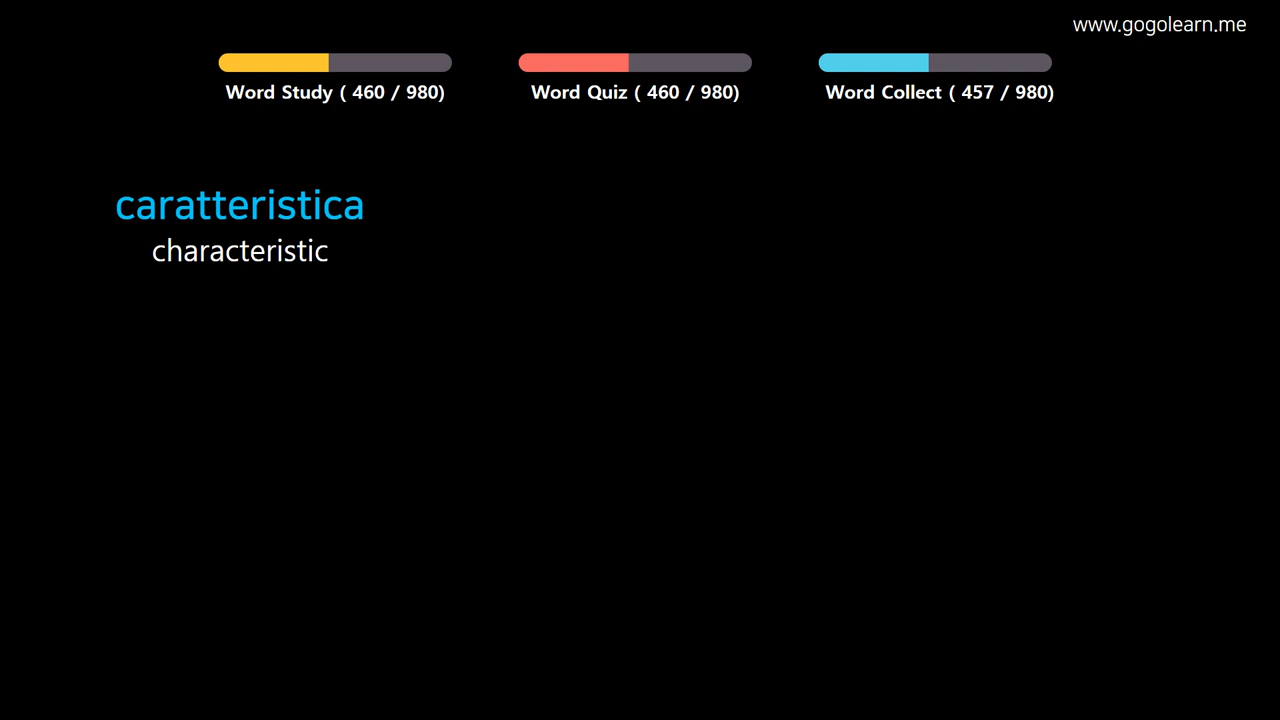 www.gogolearn.me
Word Study ( 460 / 980)
Word Quiz ( 460 / 980)
Word Collect ( 457 / 980)
caratteristica
characteristic